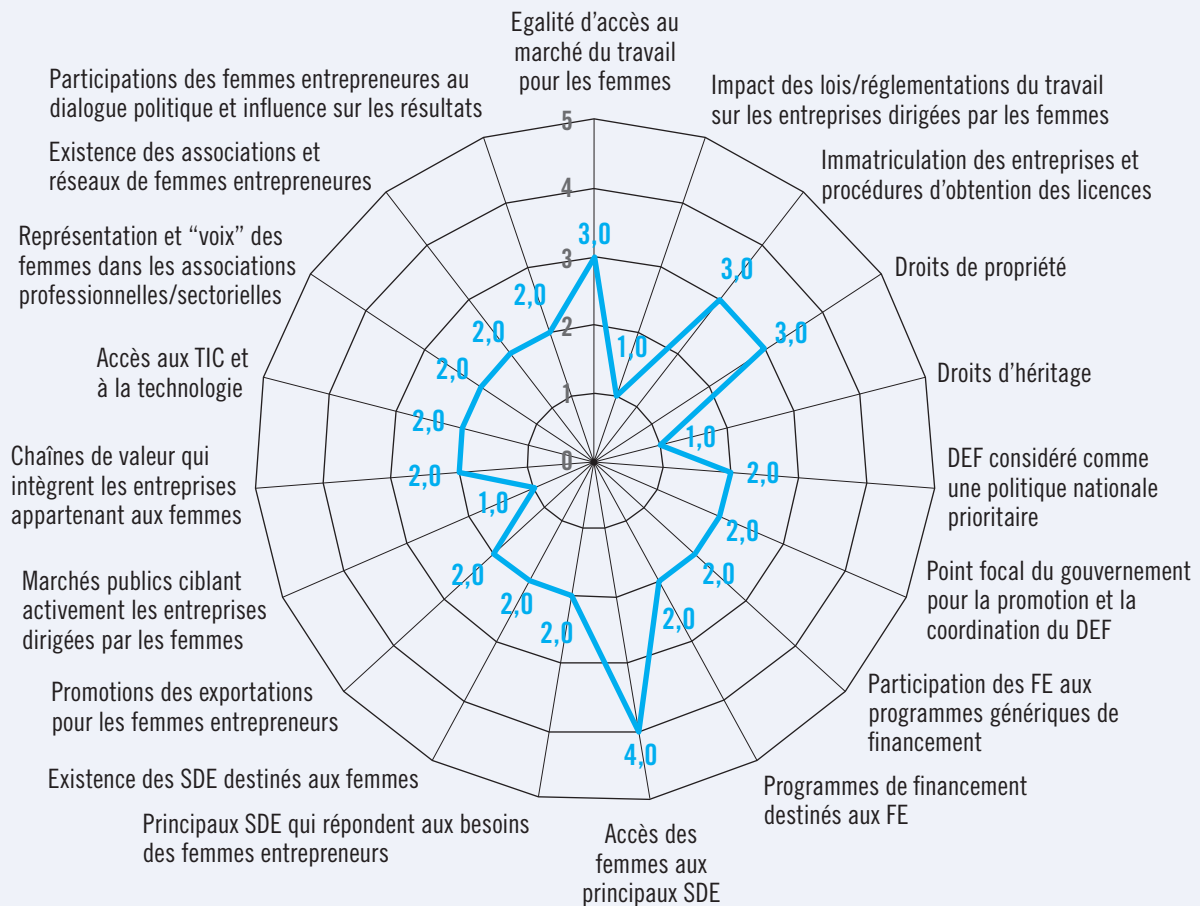 Egalité d’accès au
marché du travail
pour les femmes
Impact des lois/réglementations du travail
sur les entreprises dirigées par les femmes
Immatriculation des entreprises et
procédures d’obtention des licences
Droits de propriété
Droits d’héritage
DEF considéré comme
une politique nationale
prioritaire
Point focal du gouvernement
pour la promotion et la
coordination du DEF
Participation des FE aux
programmes génériques de
financement
Programmes de financement
destinés aux FE
Accès des
femmes aux
principaux SDE
Principaux SDE qui répondent aux besoins
des femmes entrepreneurs
Existence des SDE destinés aux femmes
Promotions des exportations
pour les femmes entrepreneurs
Marchés publics ciblant
activement les entreprises
dirigées par les femmes
Chaînes de valeur qui
intègrent les entreprises
appartenant aux femmes
Accès aux TIC et
à la technologie
Représentation et “voix” des
femmes dans les associations
professionnelles/sectorielles
Existence des associations et
réseaux de femmes entrepreneures
Participations des femmes entrepreneures au
dialogue politique et influence sur les résultats
5
4
3
2
1
0
3,0
1,0
3,0
3,0
1,0
2,0
2,0
2,0
2,0
4,0
2,0
2,0
2,0
1,0
2,0
2,0
2,0
2,0
2,0